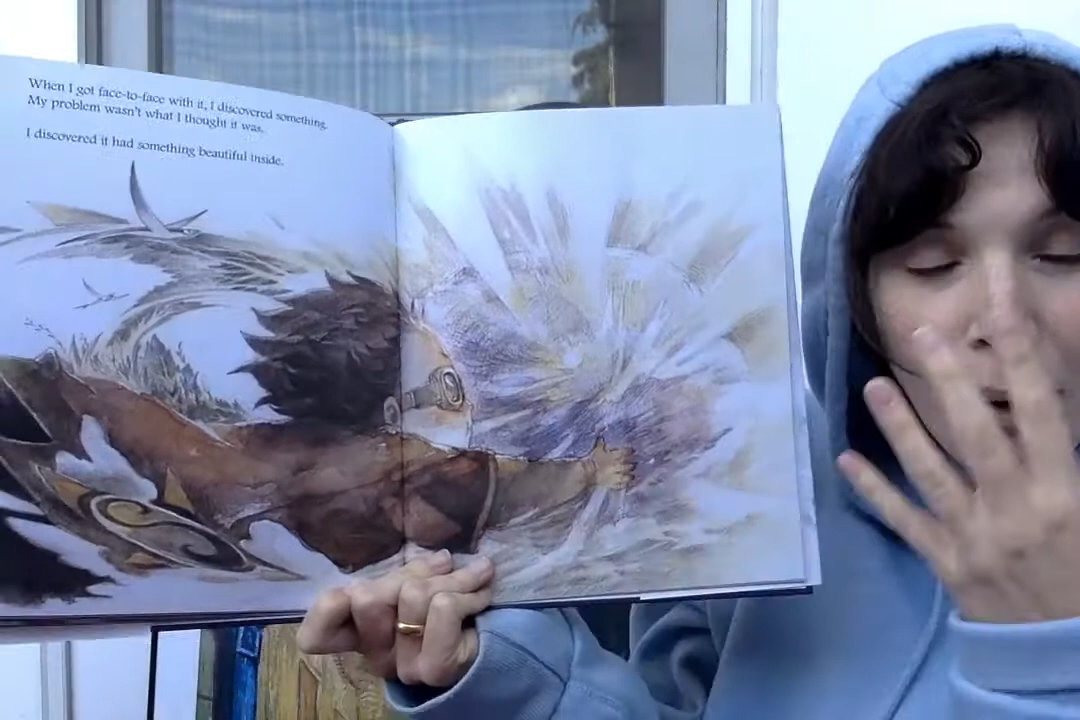 When I got face-to-face with it, I discovered something.
My problem wasn't what I thought it was.
I discovered it had something beautiful inside.